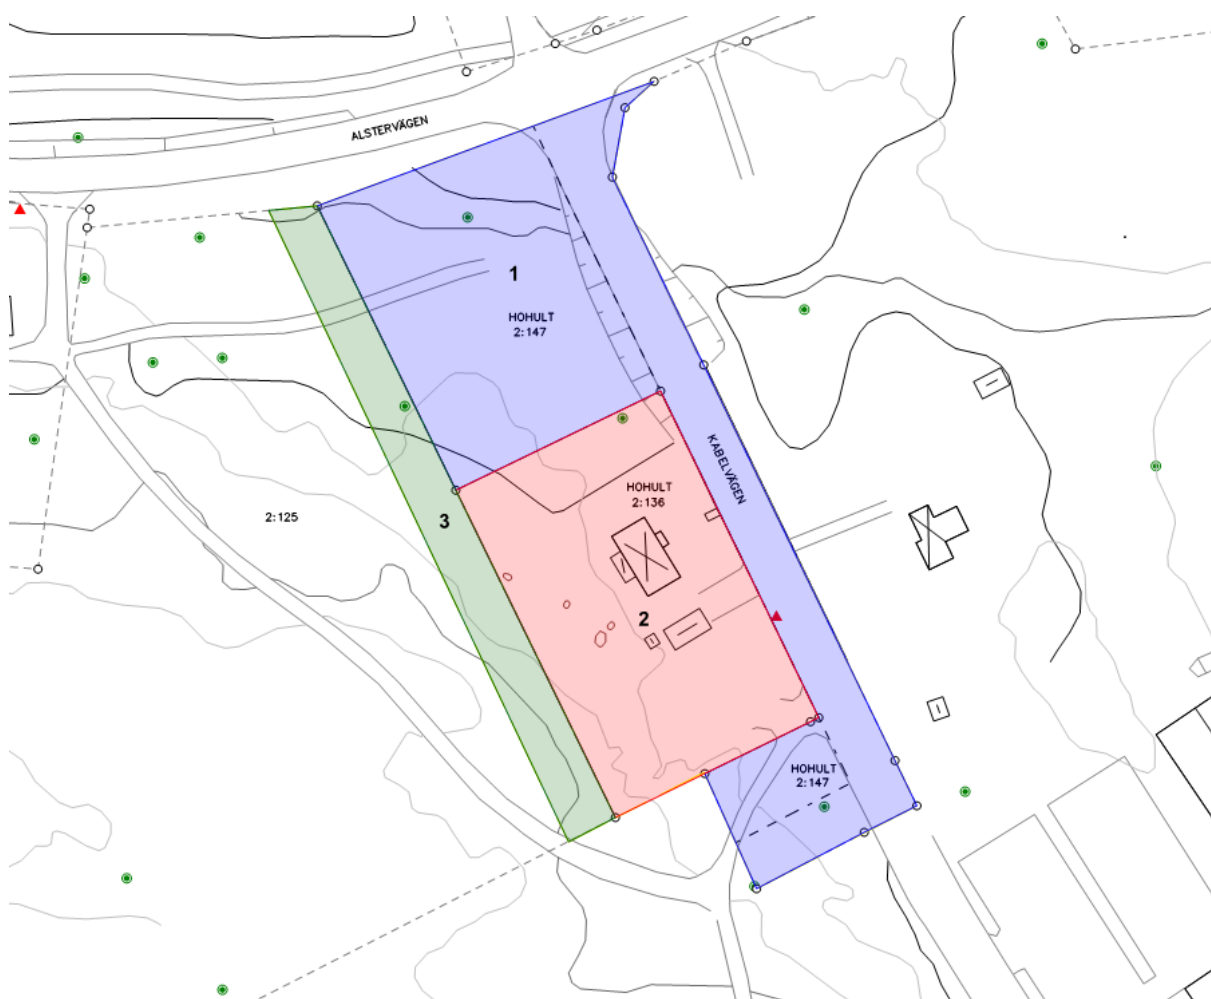 ALSTERVÄGEN
1
HOHULT
2:147
KABELVÄGEN
HOHULT
2:136
2:125
3
2
HOHULT
2:147